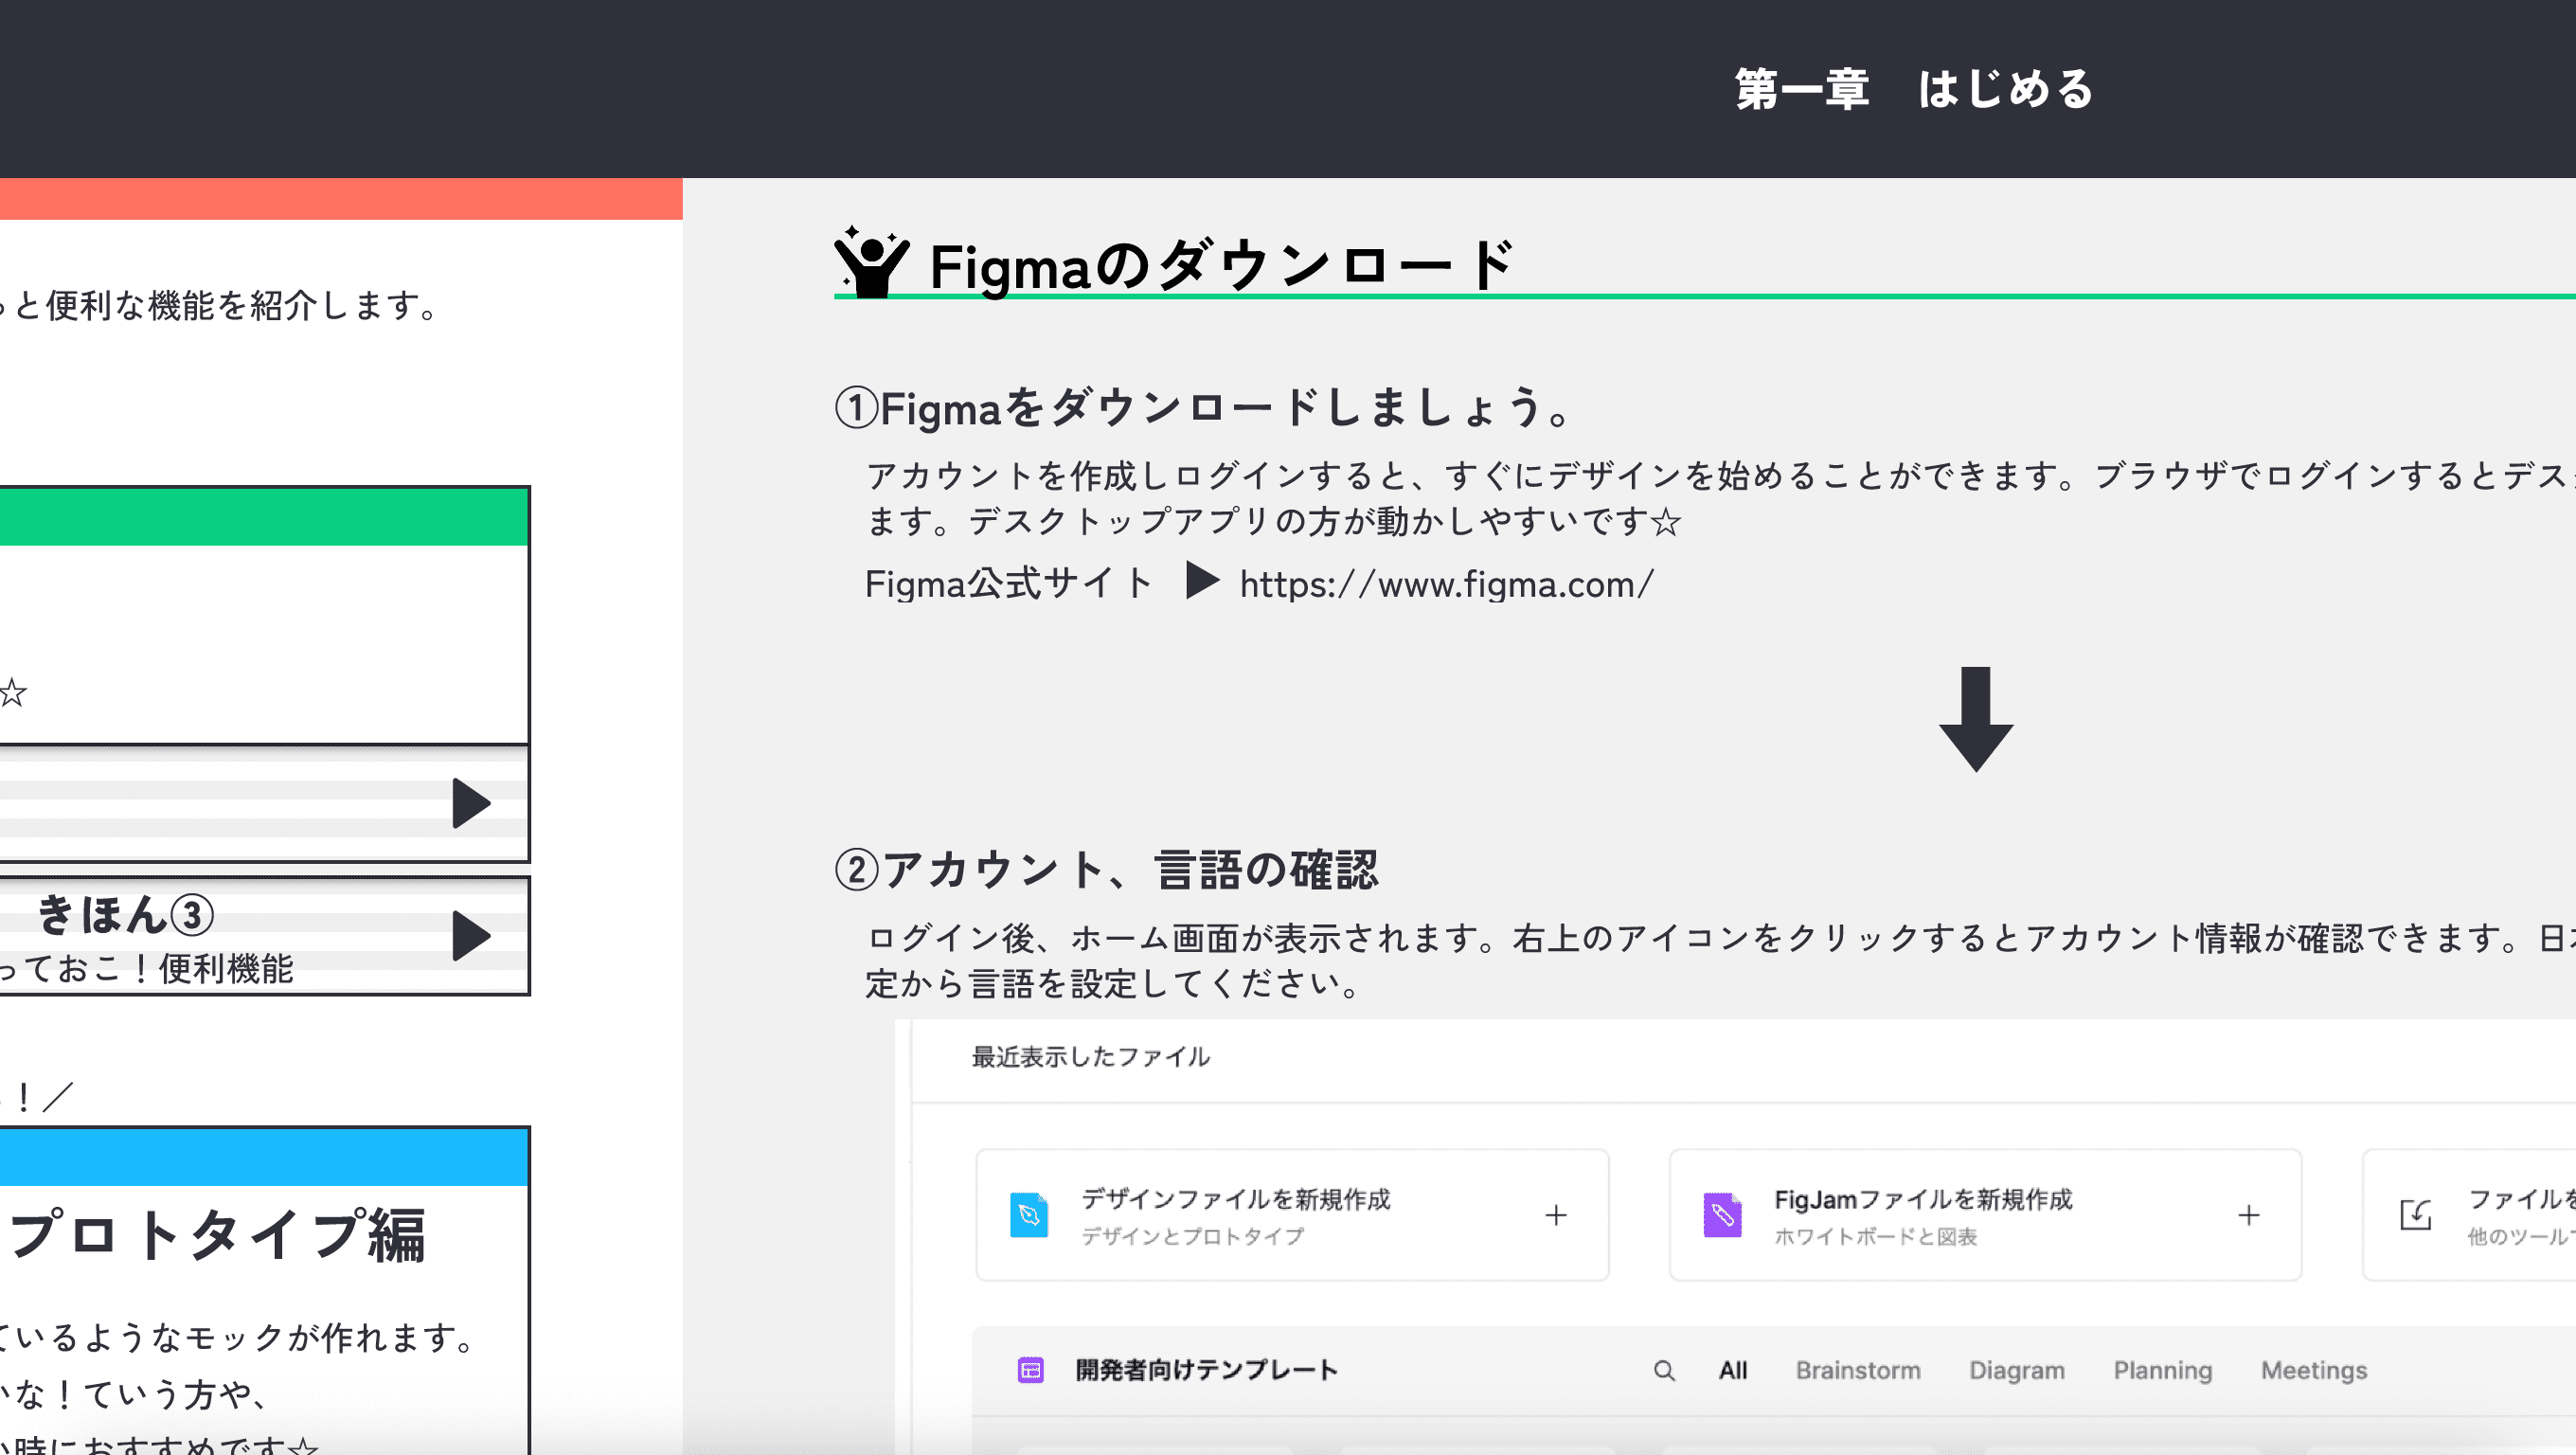 第一章　はじめる
っと便利な機能を紹介します。
☆
きほん③
っておこ！便利機能
！／
プロトタイプ編
ているようなモックが作れます。
いな！ていう方や、
い時におすすめです☆
Figmaのダウンロード
①Figmaをダウンロードしましょう。
アカウントを作成しログインすると、すぐにデザインを始めることができます。ブラウザでログインするとデス
ます。デスクトップアプリの方が動かしやすいです☆
Figma公式サイト ▶ https://www.figma.com/
②アカウント、言語の確認
ログイン後、ホーム画面が表示されます。右上のアイコンをクリックするとアカウント情報が確認できます。日
定から言語を設定してください。
最近表示したファイル
デザインファイルを新規作成
デザインとプロトタイプ
FigJamファイルを新規作成
ホワイトボードと図表
ファイルを
他のツール
開発者向けテンプレート
All Brainstorm Diagram Planning Meetings